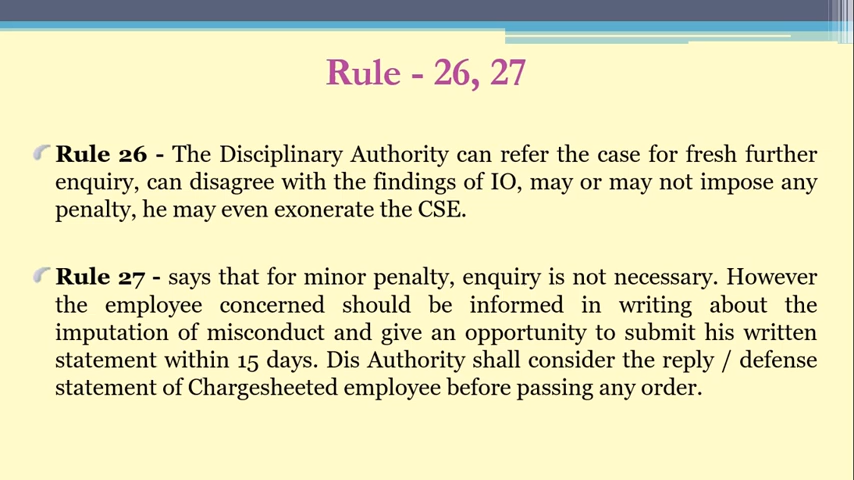 Rule - 26, 27
Rule 26 - The Disciplinary Authority can refer the case for fresh further
enquiry, can disagree with the findings of IO, may or may not impose any
penalty, he may even exonerate the CSE.
Rule 27 - says that for minor penalty, enquiry is not necessary. However
the employee concerned should be informed in writing about the
imputation of misconduct and give an opportunity to submit his written
statement within 15 days. Dis Authority shall consider the reply / defense
statement of Chargesheeted employee before passing any order.